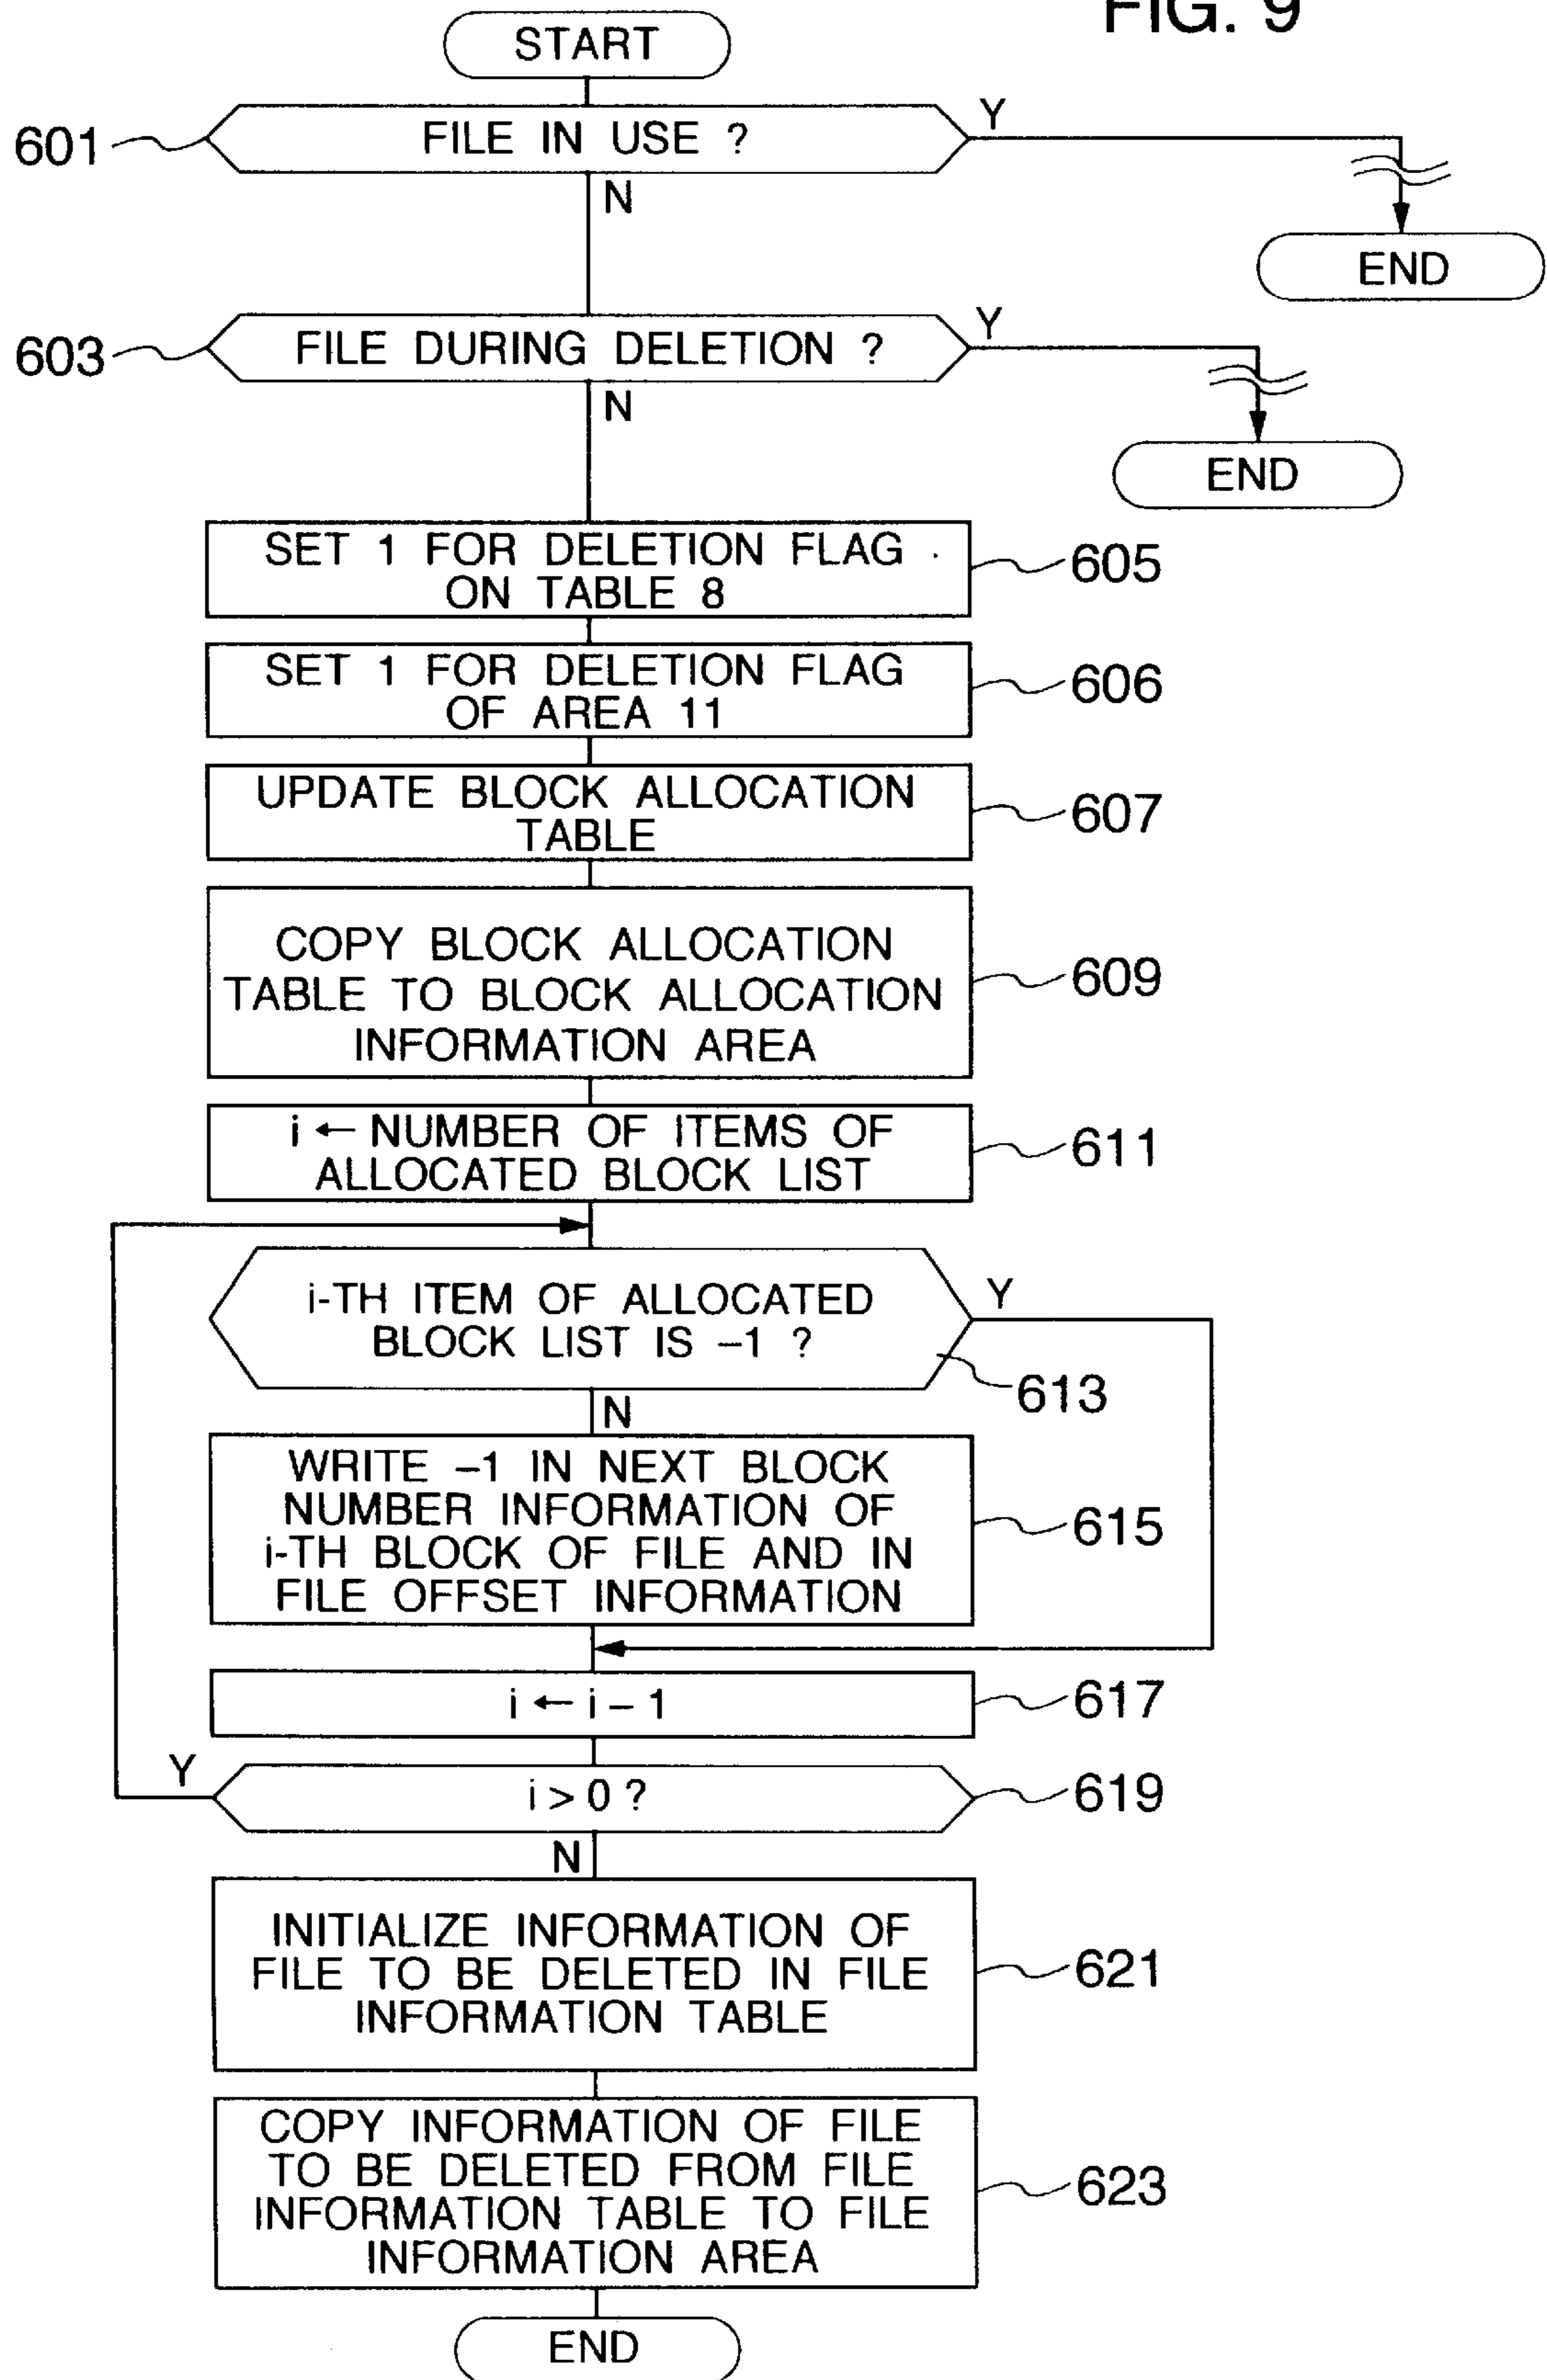 FIG. 9
START
601
FILE IN USE ?
Y
N
END
603
FILE DURING DELETION ?
Y
N
END
SET 1 FOR DELETION FLAG
ON TABLE 8
605
SET 1 FOR DELETION FLAG
OF AREA 11
606
UPDATE BLOCK ALLOCATION
TABLE
607
COPY BLOCK ALLOCATION
TABLE TO BLOCK ALLOCATION
INFORMATION AREA
609
i ← NUMBER OF ITEMS OF
ALLOCATED BLOCK LIST
611
i-TH ITEM OF ALLOCATED
BLOCK LIST IS –1 ?
Y
613
N
WRITE –1 IN NEXT BLOCK
NUMBER INFORMATION OF
i-TH BLOCK OF FILE AND IN
FILE OFFSET INFORMATION
615
i ← i – 1
617
Y
i > 0 ?
619
N
INITIALIZE INFORMATION OF
FILE TO BE DELETED IN FILE
INFORMATION TABLE
621
COPY INFORMATION OF FILE
TO BE DELETED FROM FILE
INFORMATION TABLE TO FILE
INFORMATION AREA
623
END